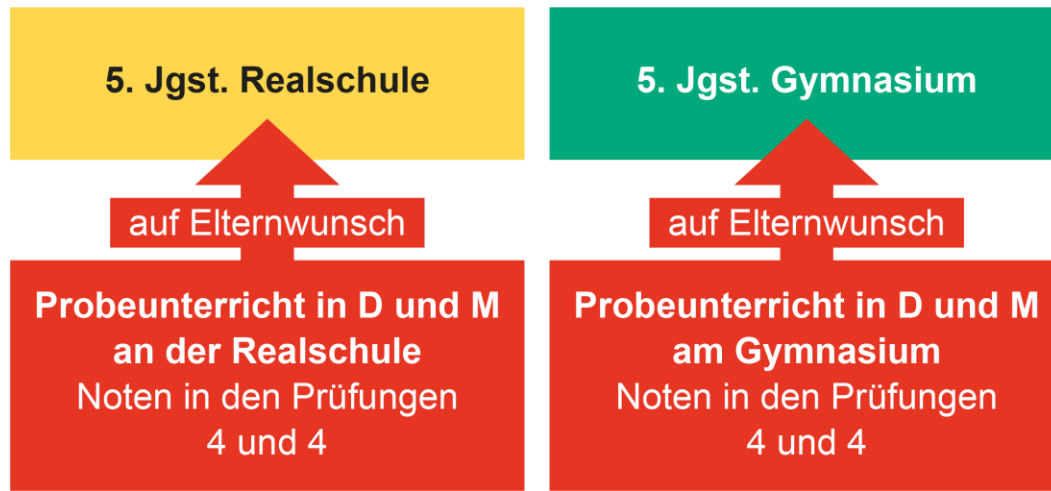 5. Jgst. Realschule
auf Elternwunsch
Probeunterricht in D und M
an der Realschule
Noten in den Prüfungen
4 und 4
5. Jgst. Gymnasium
auf Elternwunsch
Probeunterricht in D und M
am Gymnasium
Noten in den Prüfungen
4 und 4